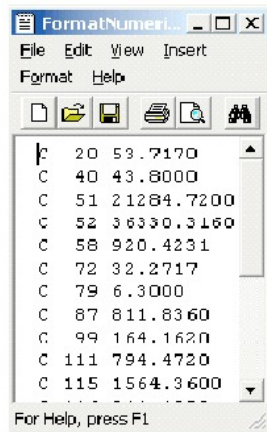 FormatNumeri...
File Edit View Insert
Format Help
C 20 53.7170
C 40 43.8000
C 51 21284.7200
C 52 36330.3160
C 58 920.4231
C 72 32.2717
C 79 6.3000
C 87 811.8360
C 99 164.1620
C 111 794.4720
C 115 1564.3600
For Help, press F1